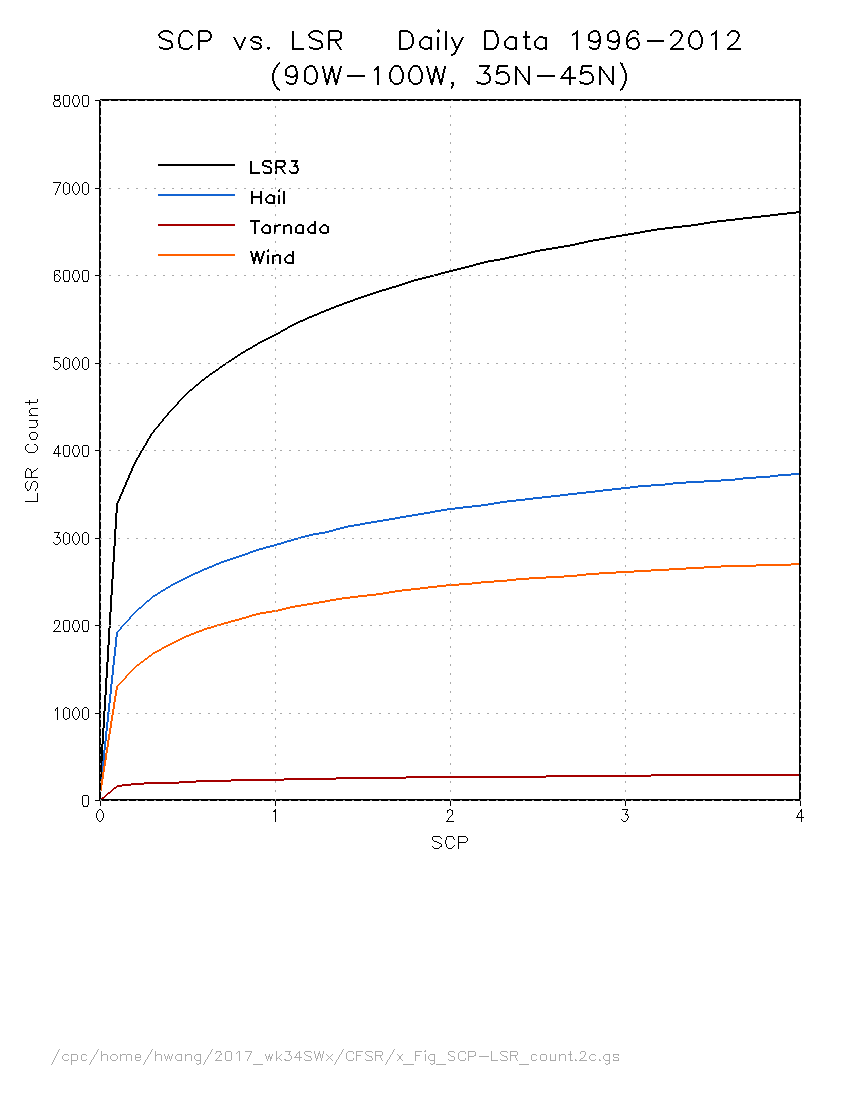 SCP vs. LSR Daily Data 1996-2012
(90W-100W, 35N-45N)
8000
7000
6000
5000
4000
3000
2000
1000
0
LSR Count
LSR3
Hail
Tornado
Wind
0 1 2 3 4
SCP
/cpc/home/hwang/2017_wk34SWx/CFSR/x_Fig_SCP-LSR_count.2c.gs